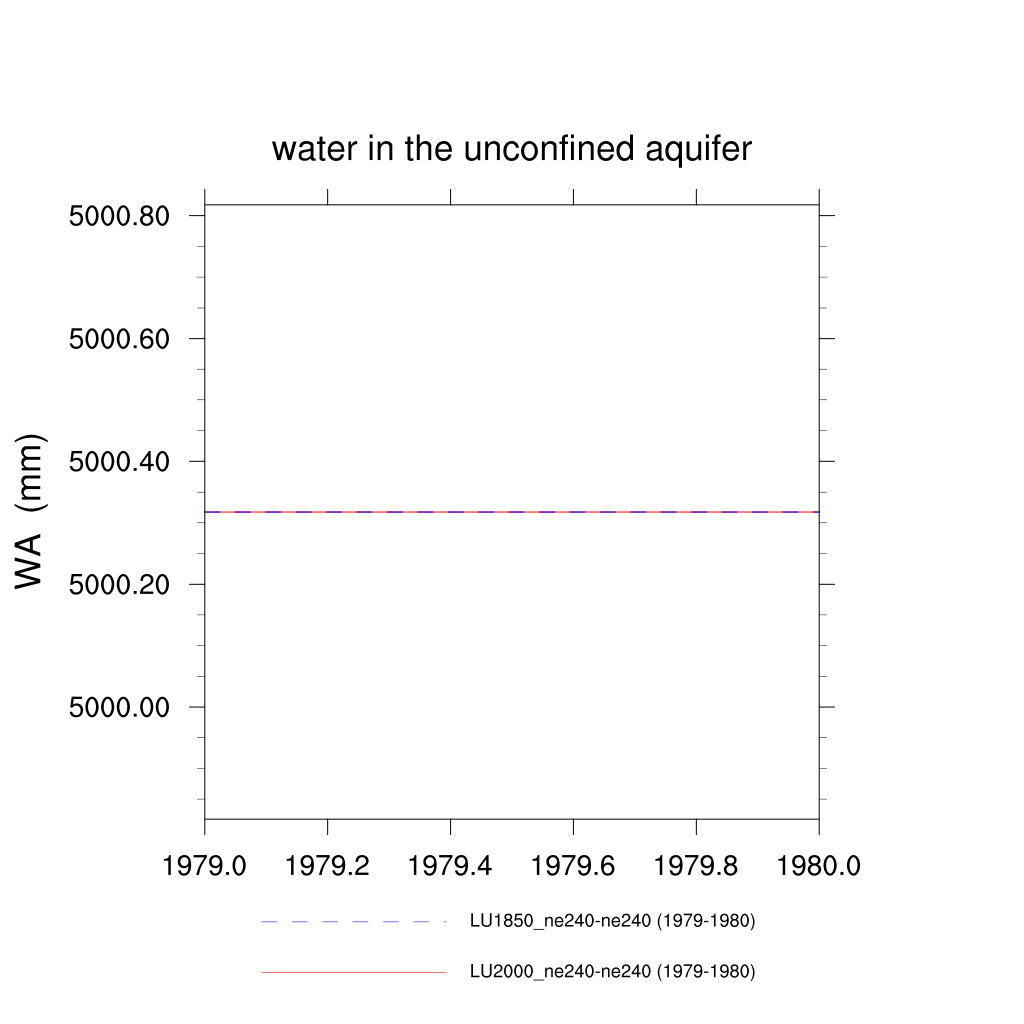 water in the unconfined aquifer
5000.80
5000.60
5000.40
5000.20
5000.00
WA (mm)
1979.0 1979.2 1979.4 1979.6 1979.8 1980.0
LU1850_ne240-ne240 (1979-1980)
LU2000_ne240-ne240 (1979-1980)